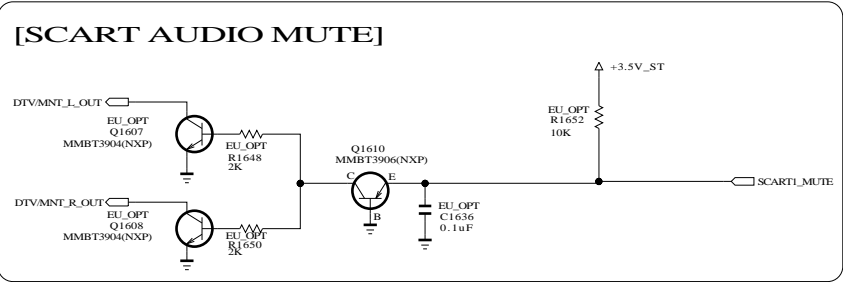 [SCART AUDIO MUTE]
+3.5V_ST
DTV/MNT_L_OUT
EU_OPT
Q1607
MMBT3904(NXP)
EU_OPT
R1648
2K
EU_OPT
R1652
10K
Q1610
MMBT3906(NXP)
C
E
B
SCART1_MUTE
EU_OPT
C1636
0.1uF
DTV/MNT_R_OUT
EU_OPT
Q1608
MMBT3904(NXP)
EU_OPT
R1650
2K